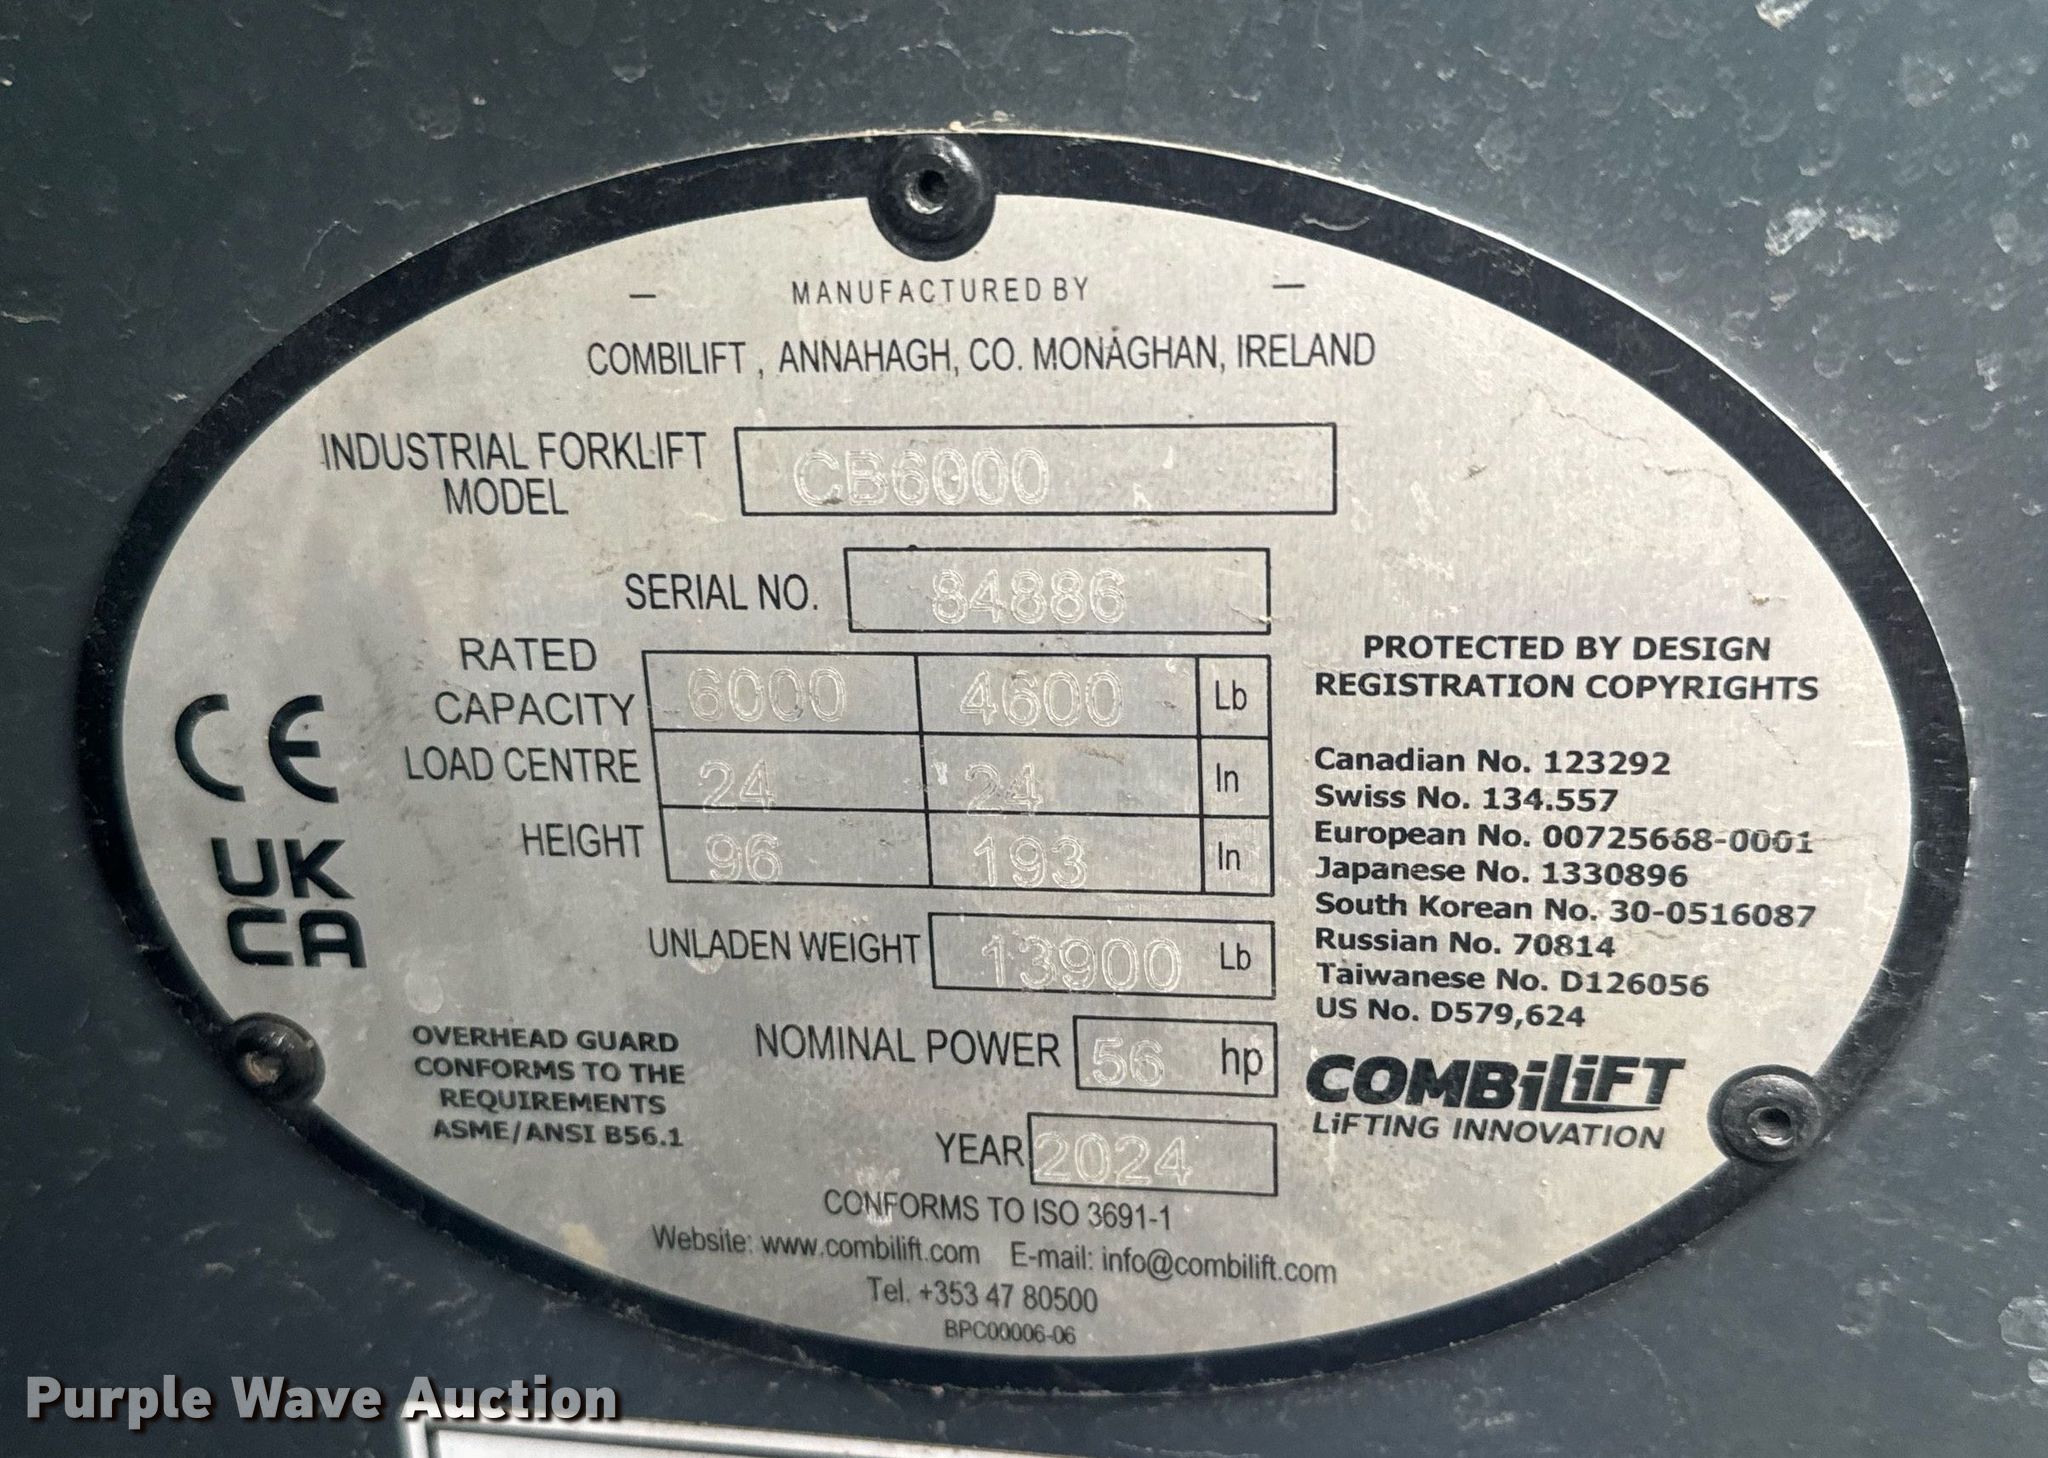 MANUFACTURED BY
COMBILIFT , ANNAHAGH, CO. MONAGHAN, IRELAND
INDUSTRIAL FORKLIFT MODEL CB6000
SERIAL NO. 84886
RATED CAPACITY 6000 4600 Lb
LOAD CENTRE 24 24 In
HEIGHT 96 193 In
UNLADEN WEIGHT 13900 Lb
NOMINAL POWER 56 hp
YEAR 2024
CE
UK
CA
OVERHEAD GUARD
CONFORMS TO THE
REQUIREMENTS
ASME/ANSI B56.1
PROTECTED BY DESIGN
REGISTRATION COPYRIGHTS
Canadian No. 123292
Swiss No. 134.557
European No. 00725668-0001
Japanese No. 1330896
South Korean No. 30-0516087
Russian No. 70814
Taiwanese No. D126056
US No. D579,624
COMBiLiFT
LiFTING INNOVATION
CONFORMS TO ISO 3691-1
Website: www.combilift.com E-mail: info@combilift.com
Tel. +353 47 80500
BPC00006-06
Purple Wave Auction